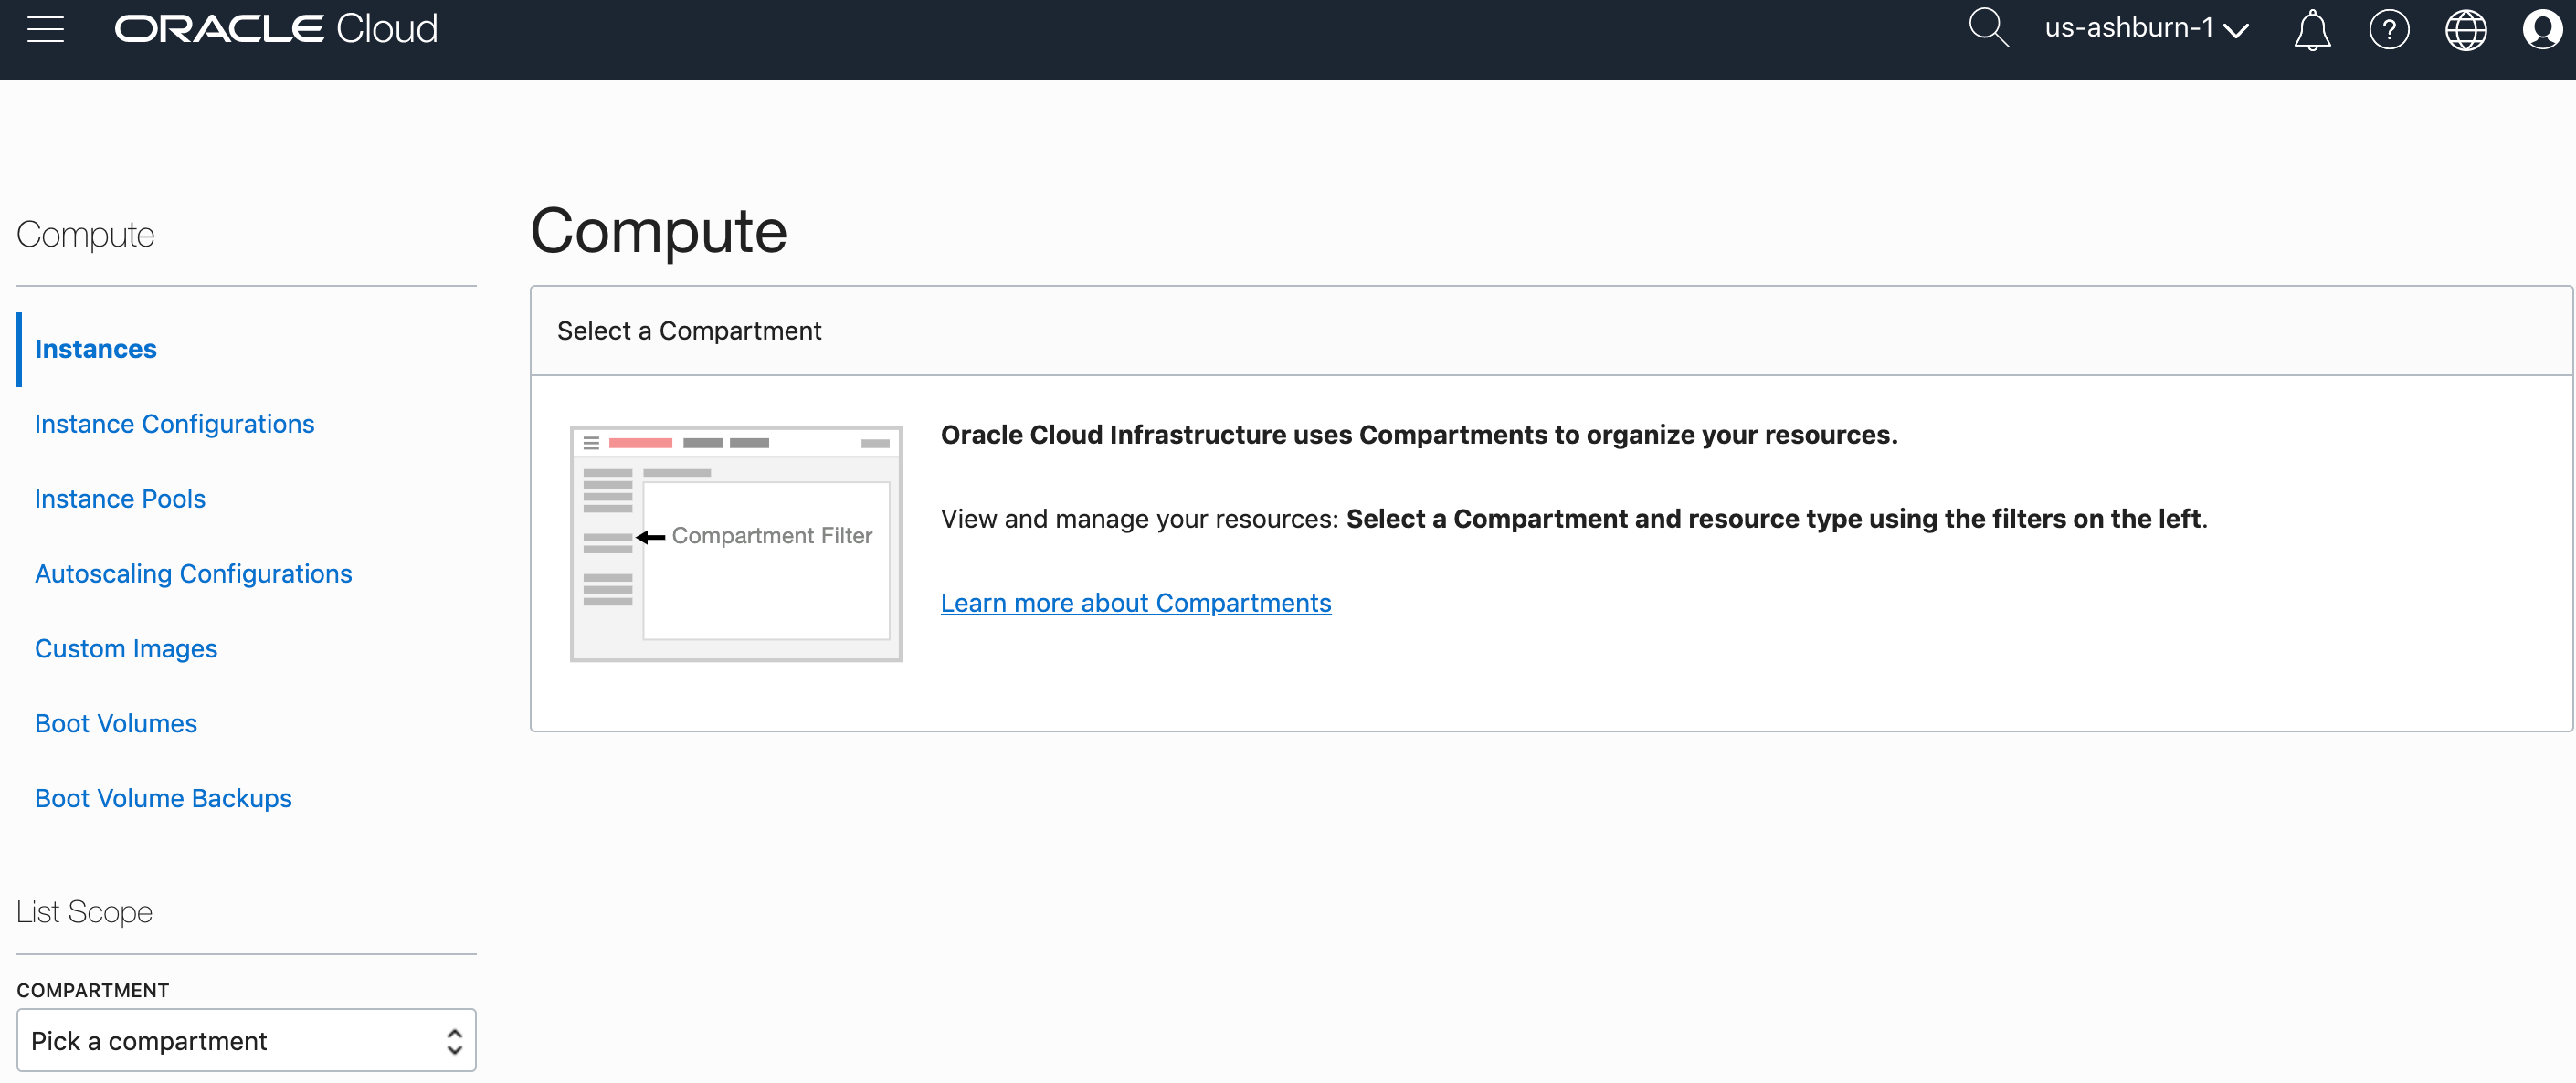 ORACLE Cloud
us-ashburn-1
?
Compute
Instances
Instance Configurations
Instance Pools
Autoscaling Configurations
Custom Images
Boot Volumes
Boot Volume Backups
List Scope
COMPARTMENT
Pick a compartment
Compute
Select a Compartment
Compartment Filter
Oracle Cloud Infrastructure uses Compartments to organize your resources.
View and manage your resources: Select a Compartment and resource type using the filters on the left.
Learn more about Compartments